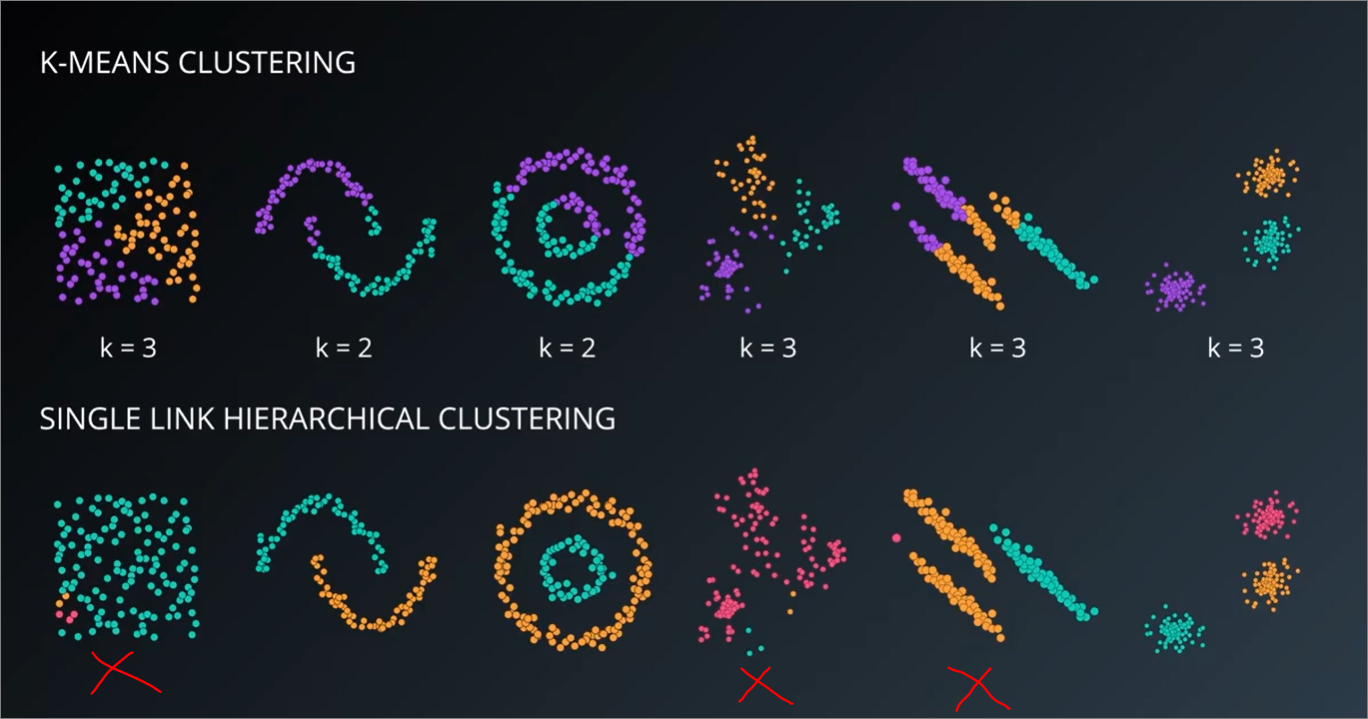 K-MEANS CLUSTERING
k = 3 k = 2 k = 2 k = 3 k = 3 k = 3
SINGLE LINK HIERARCHICAL CLUSTERING